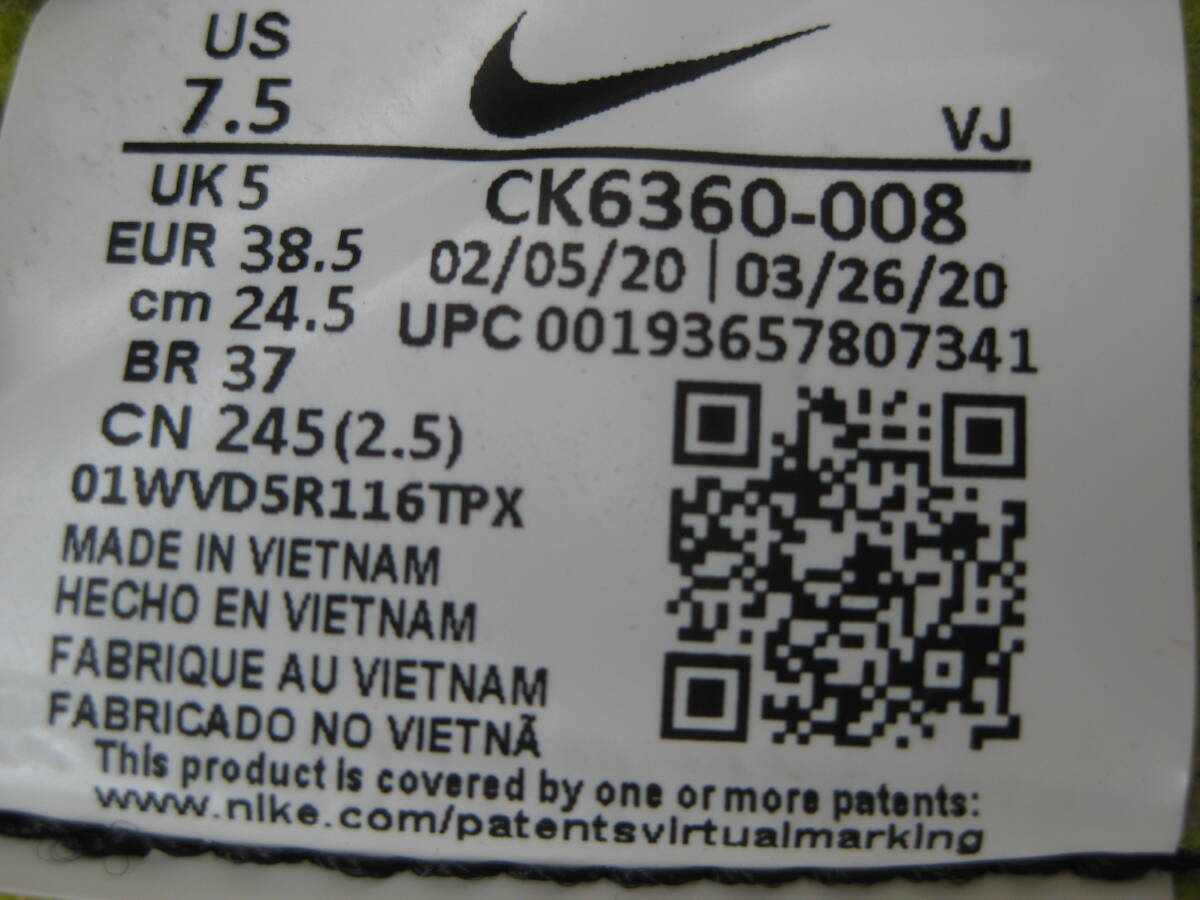 US
7.5
VJ
UK 5
CK6360-008
EUR 38.5
02/05/20 | 03/26/20
cm 24.5
UPC 00193657807341
BR 37
CN 245(2.5)
01WVD5R116TPX
MADE IN VIETNAM
HECHO EN VIETNAM
FABRIQUE AU VIETNAM
FABRICADO NO VIETNÃ
This product is covered by one or more patents:
www.nike.com/patentsvirtualmarking